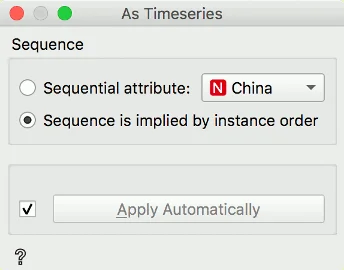 As Timeseries
Sequence
Sequential attribute: N China
Sequence is implied by instance order
Apply Automatically
?